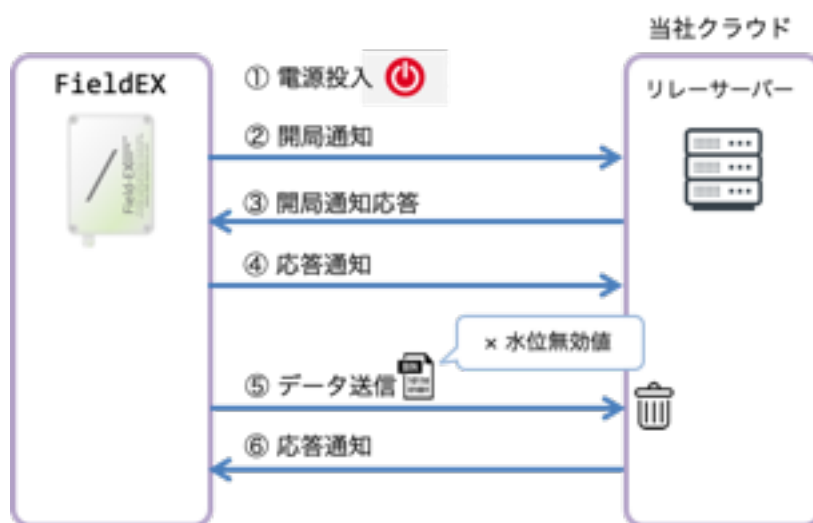 当社クラウド
FieldEX
リレーサーバー
① 電源投入
② 開局通知
③ 開局通知応答
④ 応答通知
× 水位無効値
⑤ データ送信
⑥ 応答通知